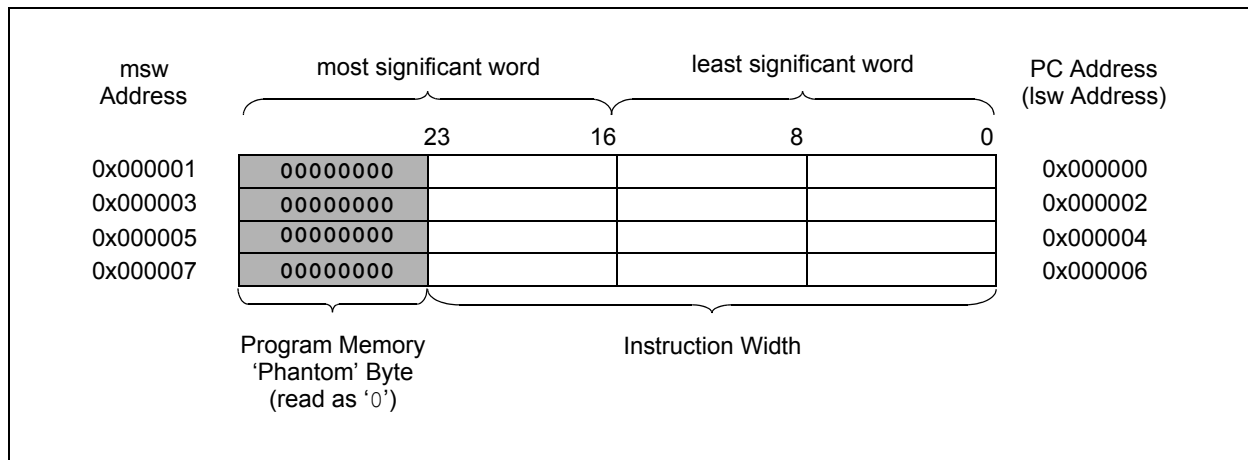 msw
Address
most significant word
least significant word
PC Address
(lsw Address)
23
16
8
0
0x000001
00000000
0x000000
0x000003
00000000
0x000002
0x000005
00000000
0x000004
0x000007
00000000
0x000006
Program Memory
‘Phantom’ Byte
(read as ‘0’)
Instruction Width